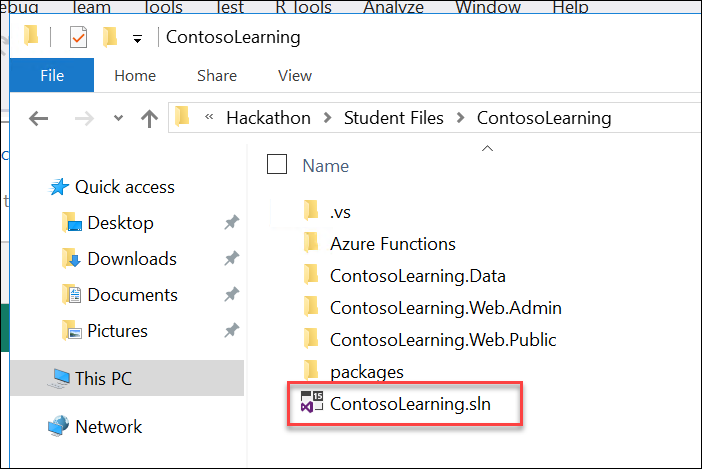 ebug Team Tools Test R Tools Analyze Window Help
ContosoLearning
File Home Share View
« Hackathon > Student Files > ContosoLearning
Name
Quick access
Desktop
Downloads
Documents
Pictures
This PC
Network
.vs
Azure Functions
ContosoLearning.Data
ContosoLearning.Web.Admin
ContosoLearning.Web.Public
packages
15
ContosoLearning.sln